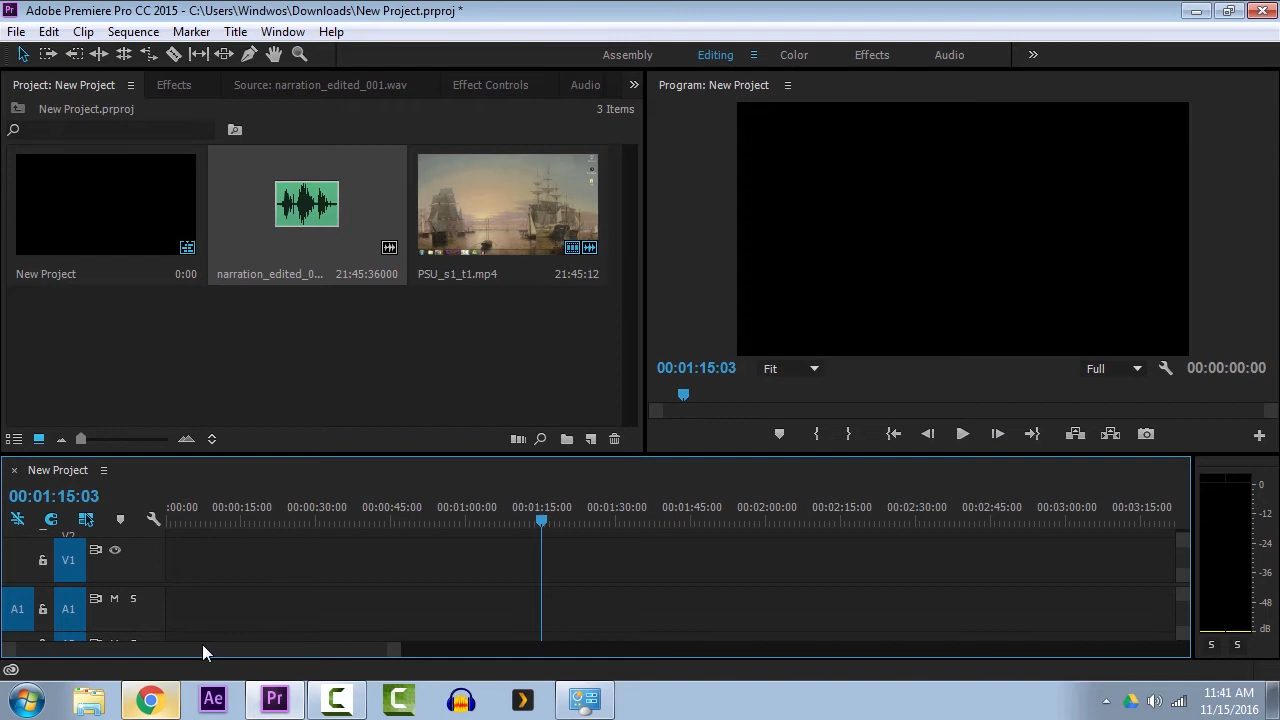 Adobe Premiere Pro CC 2015 - C:\Users\Windwos\Downloads\New Project.prproj *
File Edit Clip Sequence Marker Title Window Help
Assembly Editing Color Effects Audio
Project: New Project Effects Source: narration_edited_001.wav Effect Controls Audio
Program: New Project
New Project.prproj 3 Items
New Project 0:00
narration_edited_0... 21:45:36000
PSU_s1_t1.mp4 21:45:12
00:01:15:03 Fit Full 00:00:00:00
× New Project
00:01:15:03
:00:00 00:00:15:00 00:00:30:00 00:00:45:00 00:01:00:00 00:01:15:00 00:01:30:00 00:01:45:00 00:02:00:00 00:02:15:00 00:02:30:00 00:02:45:00 00:03:00:00 00:03:15:00
V2
V1
A1 A1 M S
0
-12
-24
-36
-48
dB
S S
Ae Pr
11:41 AM
11/15/2016